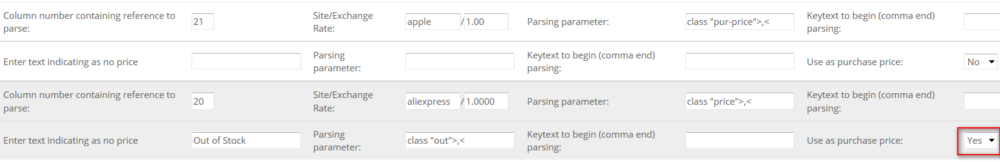 Column number containing reference to parse: 21 Site/Exchange Rate: apple / 1.00 Parsing parameter: class "pur-price">,< Keytext to begin (comma end) parsing:
Enter text indicating as no price Parsing parameter: Keytext to begin (comma end) parsing: Use as purchase price: No
Column number containing reference to parse: 20 Site/Exchange Rate: aliexpress / 1.0000 Parsing parameter: class "price">,< Keytext to begin (comma end) parsing:
Enter text indicating as no price Out of Stock Parsing parameter: class "out">,< Keytext to begin (comma end) parsing: Use as purchase price: Yes